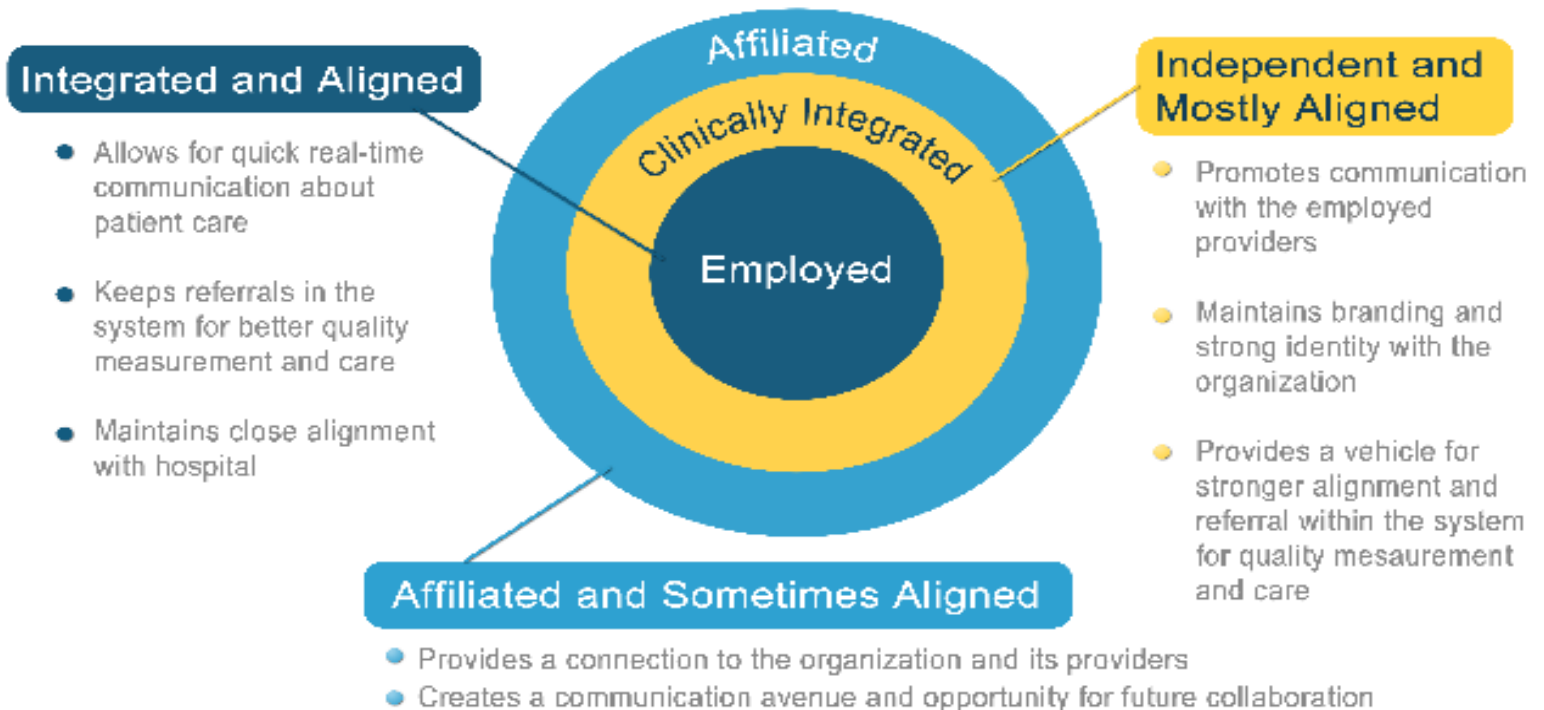 Affiliated
Clinically Integrated
Employed
Integrated and Aligned
Allows for quick real-time
communication about
patient care
Keeps referrals in the
system for better quality
measurement and care
Maintains close alignment
with hospital
Independent and
Mostly Aligned
Promotes communication
with the employed
providers
Maintains branding and
strong identity with the
organization
Provides a vehicle for
stronger alignment and
referral within the system
for quality mesaurement
and care
Affiliated and Sometimes Aligned
Provides a connection to the organization and its providers
Creates a communication avenue and opportunity for future collaboration